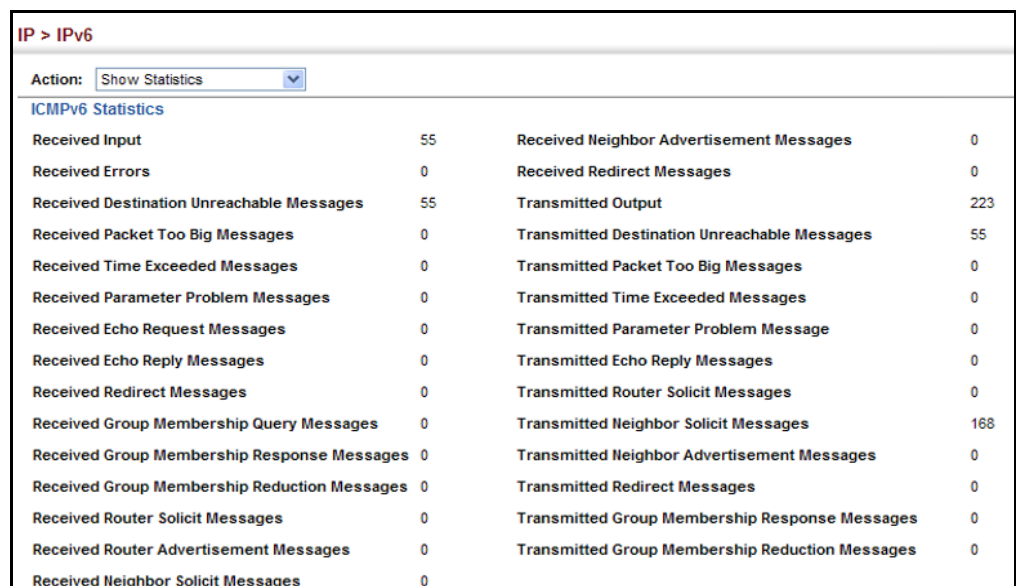 IP > IPv6
Action: Show Statistics
ICMPv6 Statistics
Received Input 55 Received Neighbor Advertisement Messages 0
Received Errors 0 Received Redirect Messages 0
Received Destination Unreachable Messages 55 Transmitted Output 223
Received Packet Too Big Messages 0 Transmitted Destination Unreachable Messages 55
Received Time Exceeded Messages 0 Transmitted Packet Too Big Messages 0
Received Parameter Problem Messages 0 Transmitted Time Exceeded Messages 0
Received Echo Request Messages 0 Transmitted Parameter Problem Message 0
Received Echo Reply Messages 0 Transmitted Echo Reply Messages 0
Received Redirect Messages 0 Transmitted Router Solicit Messages 0
Received Group Membership Query Messages 0 Transmitted Neighbor Solicit Messages 168
Received Group Membership Response Messages 0 Transmitted Neighbor Advertisement Messages 0
Received Group Membership Reduction Messages 0 Transmitted Redirect Messages 0
Received Router Solicit Messages 0 Transmitted Group Membership Response Messages 0
Received Router Advertisement Messages 0 Transmitted Group Membership Reduction Messages 0
Received Neighbor Solicit Messages 0